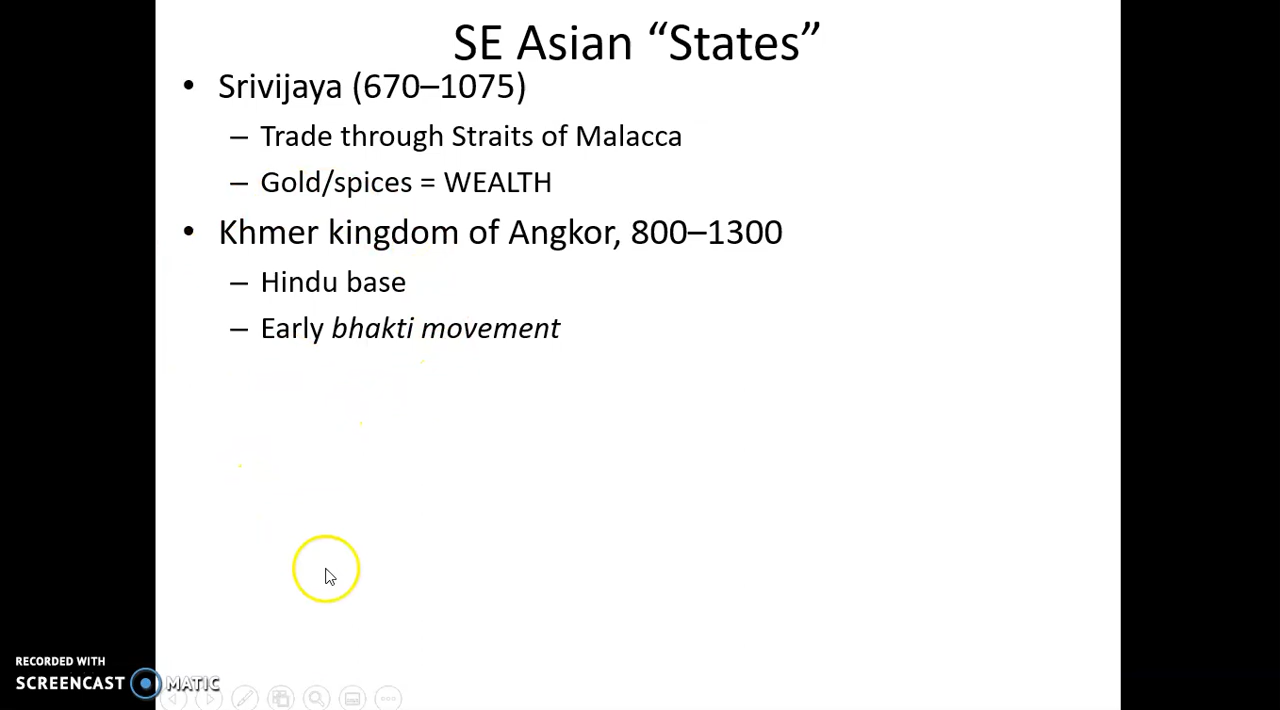 SE Asian “States”
• Srivijaya (670–1075)
– Trade through Straits of Malacca
– Gold/spices = WEALTH
• Khmer kingdom of Angkor, 800–1300
– Hindu base
– Early bhakti movement
RECORDED WITH
SCREENCAST MATIC